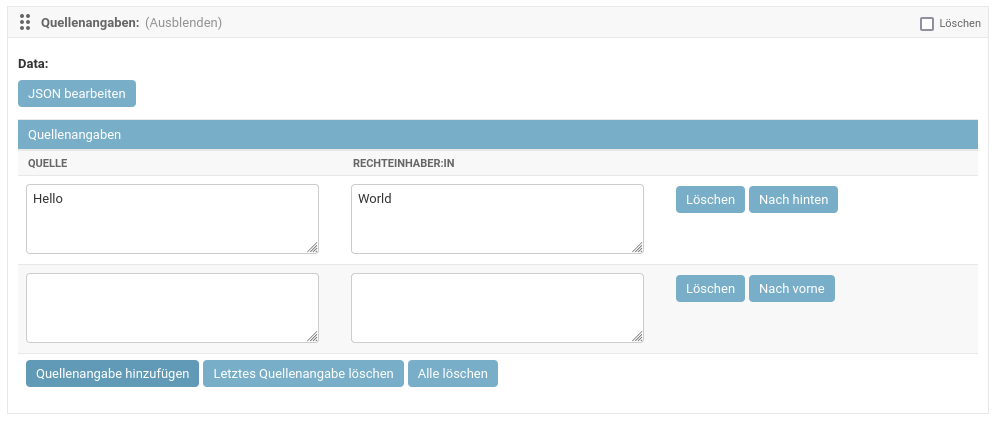 Quellenangaben: (Ausblenden) Löschen
Data:
JSON bearbeiten
Quellenangaben
QUELLE RECHTEINHABER:IN
Hello World Löschen Nach hinten
Löschen Nach vorne
Quellenangabe hinzufügen Letztes Quellenangabe löschen Alle löschen